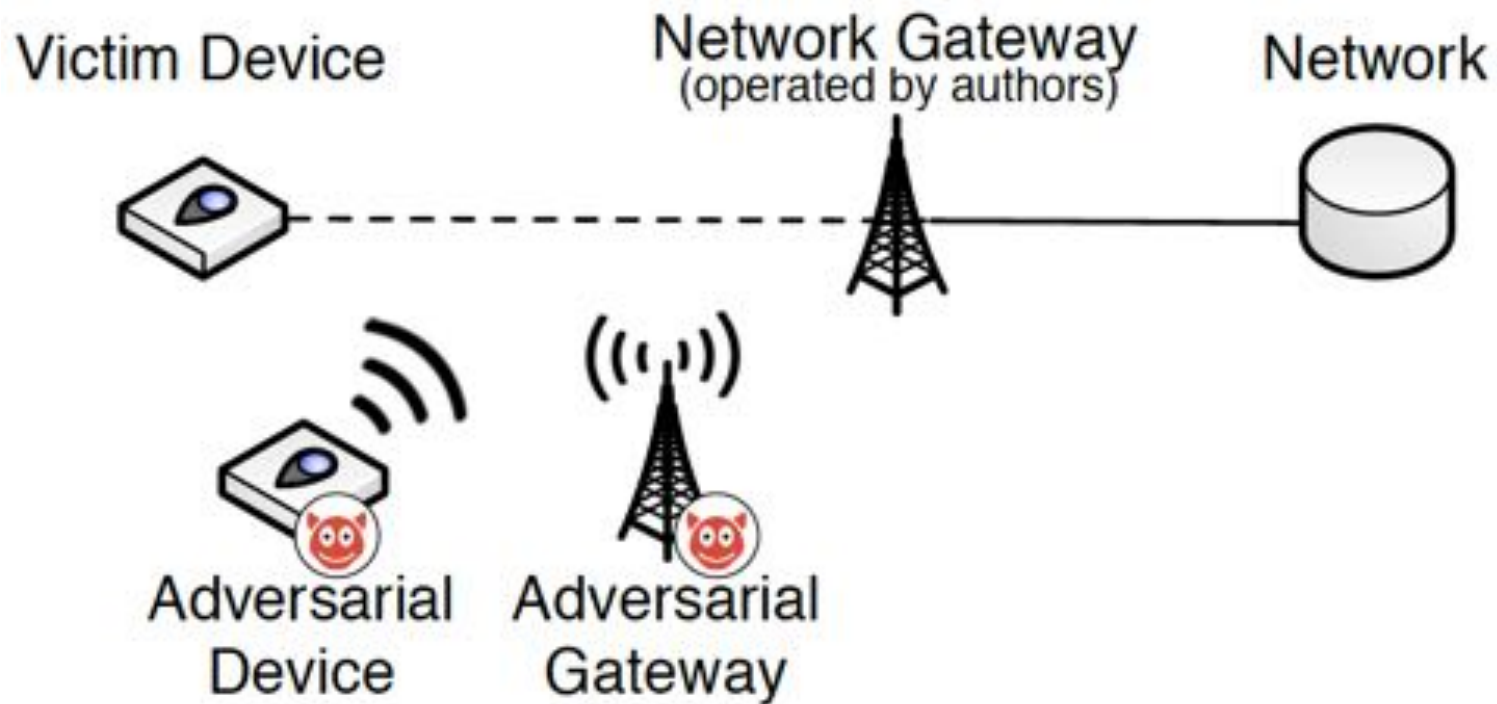 Victim Device
Network Gateway
(operated by authors)
Network
Adversarial
Device
Adversarial
Gateway